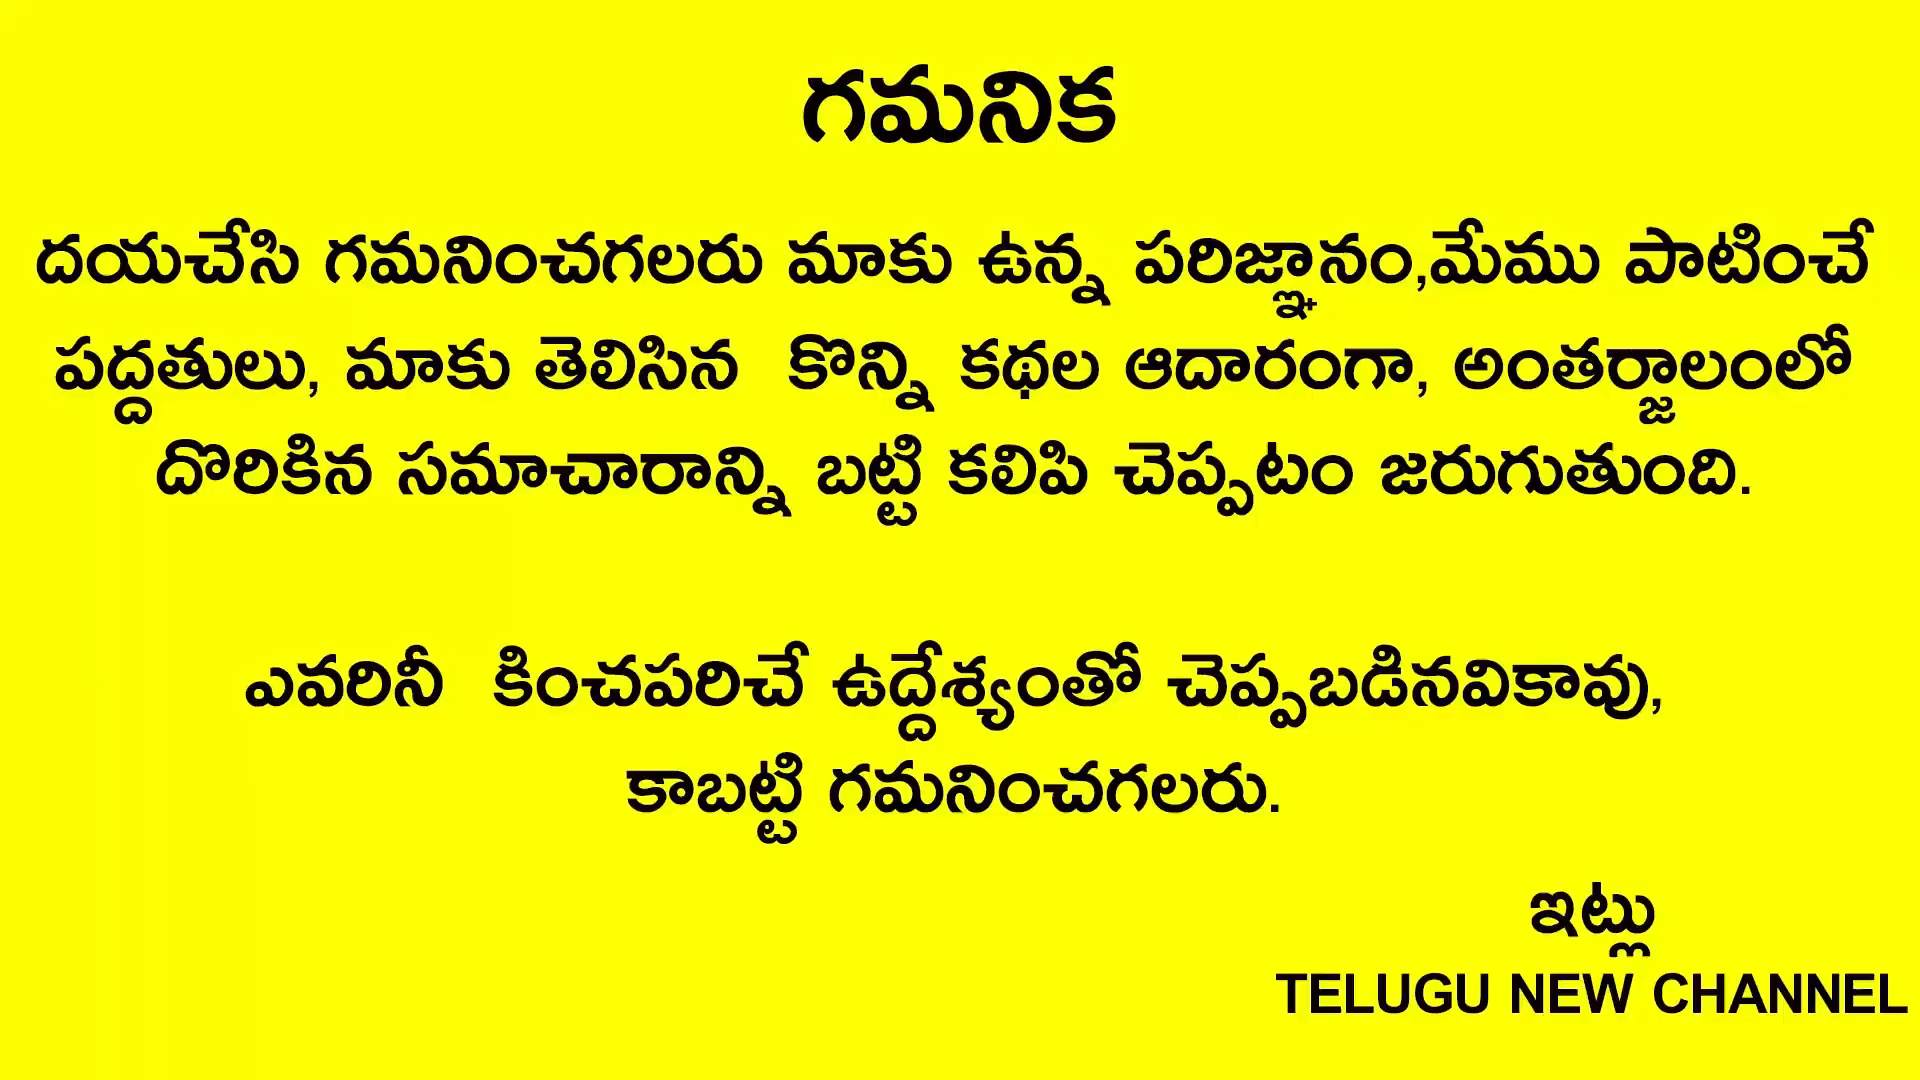 గమనిక
దయచేసి గమనించగలరు మాకు ఉన్న పరిజ్ఞానం,మేము పాటించే
పద్దతులు, మాకు తెలిసిన కొన్ని కథల ఆదారంగా, అంతర్జాలంలో
దొరికిన సమాచారాన్ని బట్టి కలిపి చెప్పటం జరుగుతుంది.
ఎవరినీ కించపరిచే ఉద్దేశ్యంతో చెప్పబడినవికావు,
కాబట్టి గమనించగలరు.
ఇట్లు
TELUGU NEW CHANNEL